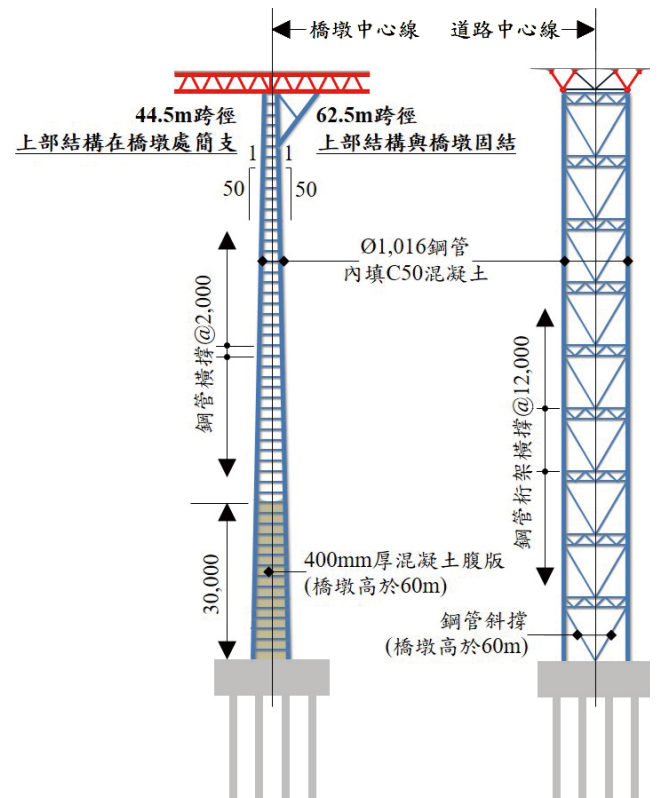 橋墩中心線
道路中心線
44.5m跨徑
上部結構在橋墩處簡支
62.5m跨徑
上部結構與橋墩固結
1
1
50
50
Ø1,016鋼管
內填C50混凝土
鋼管橫撐@2,000
鋼管桁架橫撐@12,000
30,000
400mm厚混凝土腹版
(橋墩高於60m)
鋼管斜撐
(橋墩高於60m)